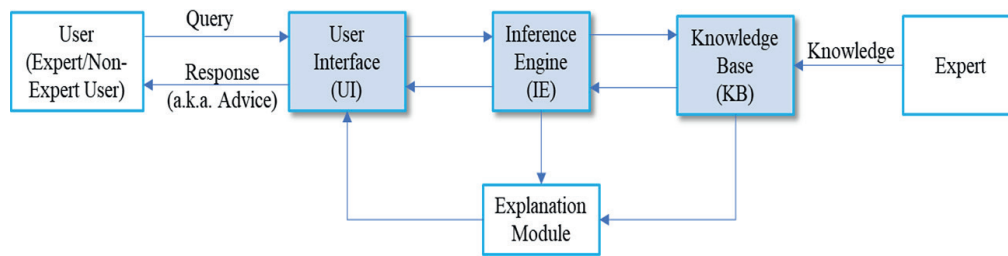 Query
User
(Expert/Non-
Expert User)
Response
(a.k.a. Advice)
User
Interface
(UI)
Inference
Engine
(IE)
Knowledge
Base
(KB)
Knowledge
Expert
Explanation
Module